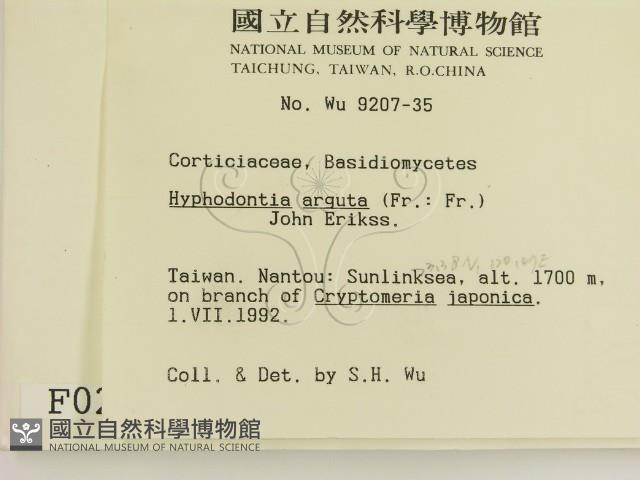 國立自然科學博物館
NATIONAL MUSEUM OF NATURAL SCIENCE
TAICHUNG, TAIWAN, R.O.CHINA
No. Wu 9207-35
Corticiaceae, Basidiomycetes
Hyphodontia arguta (Fr.: Fr.)
John Erikss.
Taiwan. Nantou: Sunlinksea, alt. 1700 m,
on branch of Cryptomeria japonica.
1.VII.1992.
Coll. & Det. by S.H. Wu
F02
國立自然科學博物館
NATIONAL MUSEUM OF NATURAL SCIENCE